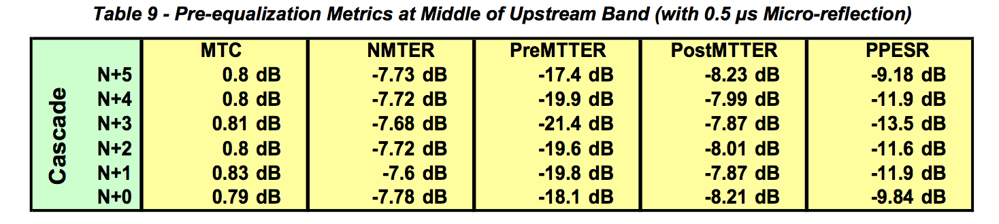 Table 9 - Pre-equalization Metrics at Middle of Upstream Band (with 0.5 µs Micro-reflection)
MTC NMTER PreMTTER PostMTTER PPESR
Cascade
N+5 0.8 dB -7.73 dB -17.4 dB -8.23 dB -9.18 dB
N+4 0.8 dB -7.72 dB -19.9 dB -7.99 dB -11.9 dB
N+3 0.81 dB -7.68 dB -21.4 dB -7.87 dB -13.5 dB
N+2 0.8 dB -7.72 dB -19.6 dB -8.01 dB -11.6 dB
N+1 0.83 dB -7.6 dB -19.8 dB -7.87 dB -11.9 dB
N+0 0.79 dB -7.78 dB -18.1 dB -8.21 dB -9.84 dB